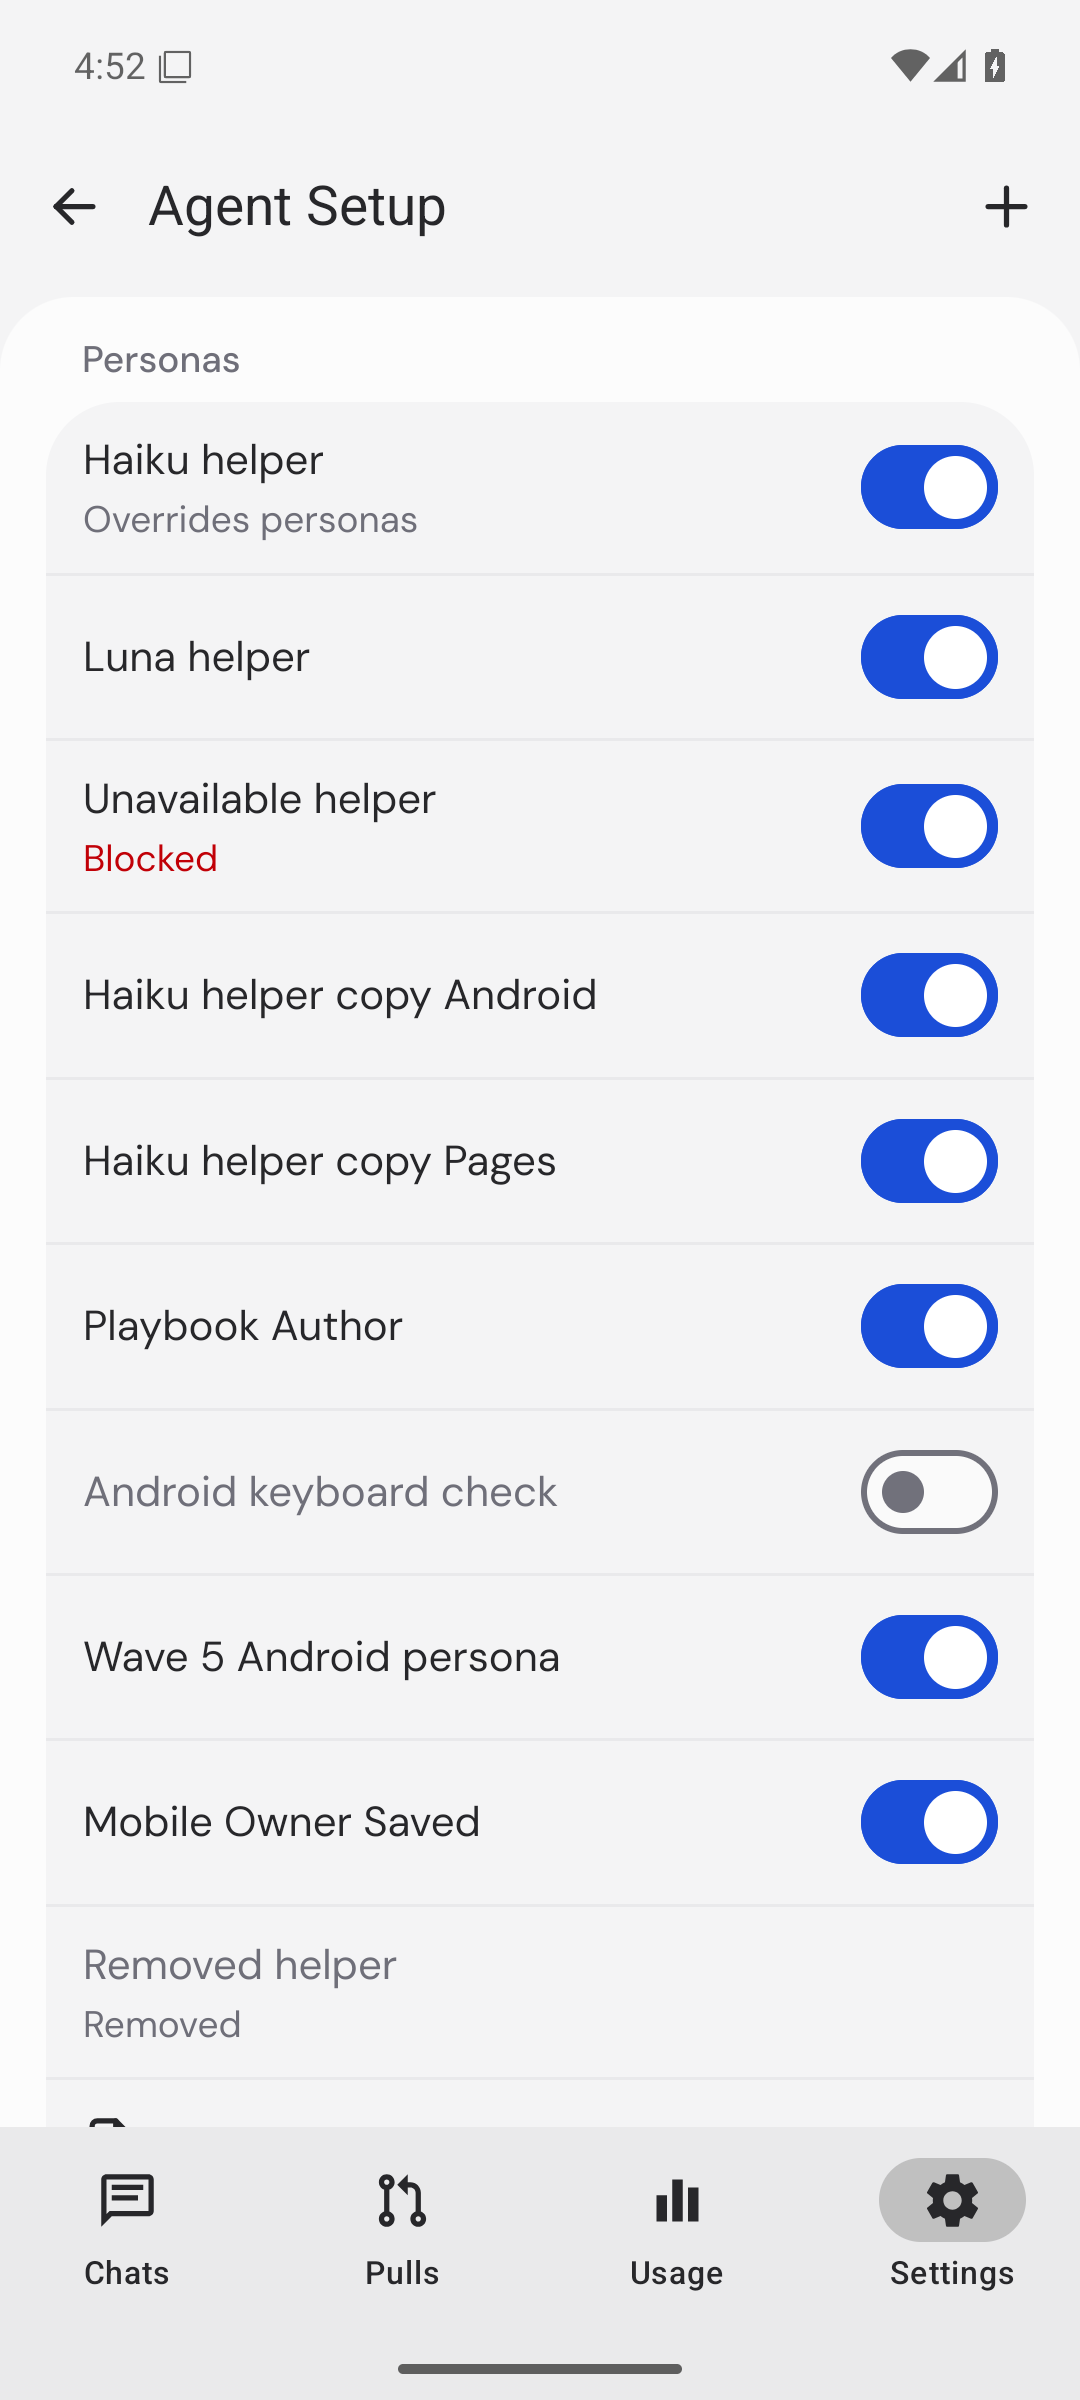 4:52
Agent Setup
Personas
Haiku helper
Overrides personas
Luna helper
Unavailable helper
Blocked
Haiku helper copy Android
Haiku helper copy Pages
Playbook Author
Android keyboard check
Wave 5 Android persona
Mobile Owner Saved
Removed helper
Removed
Chats
Pulls
Usage
Settings